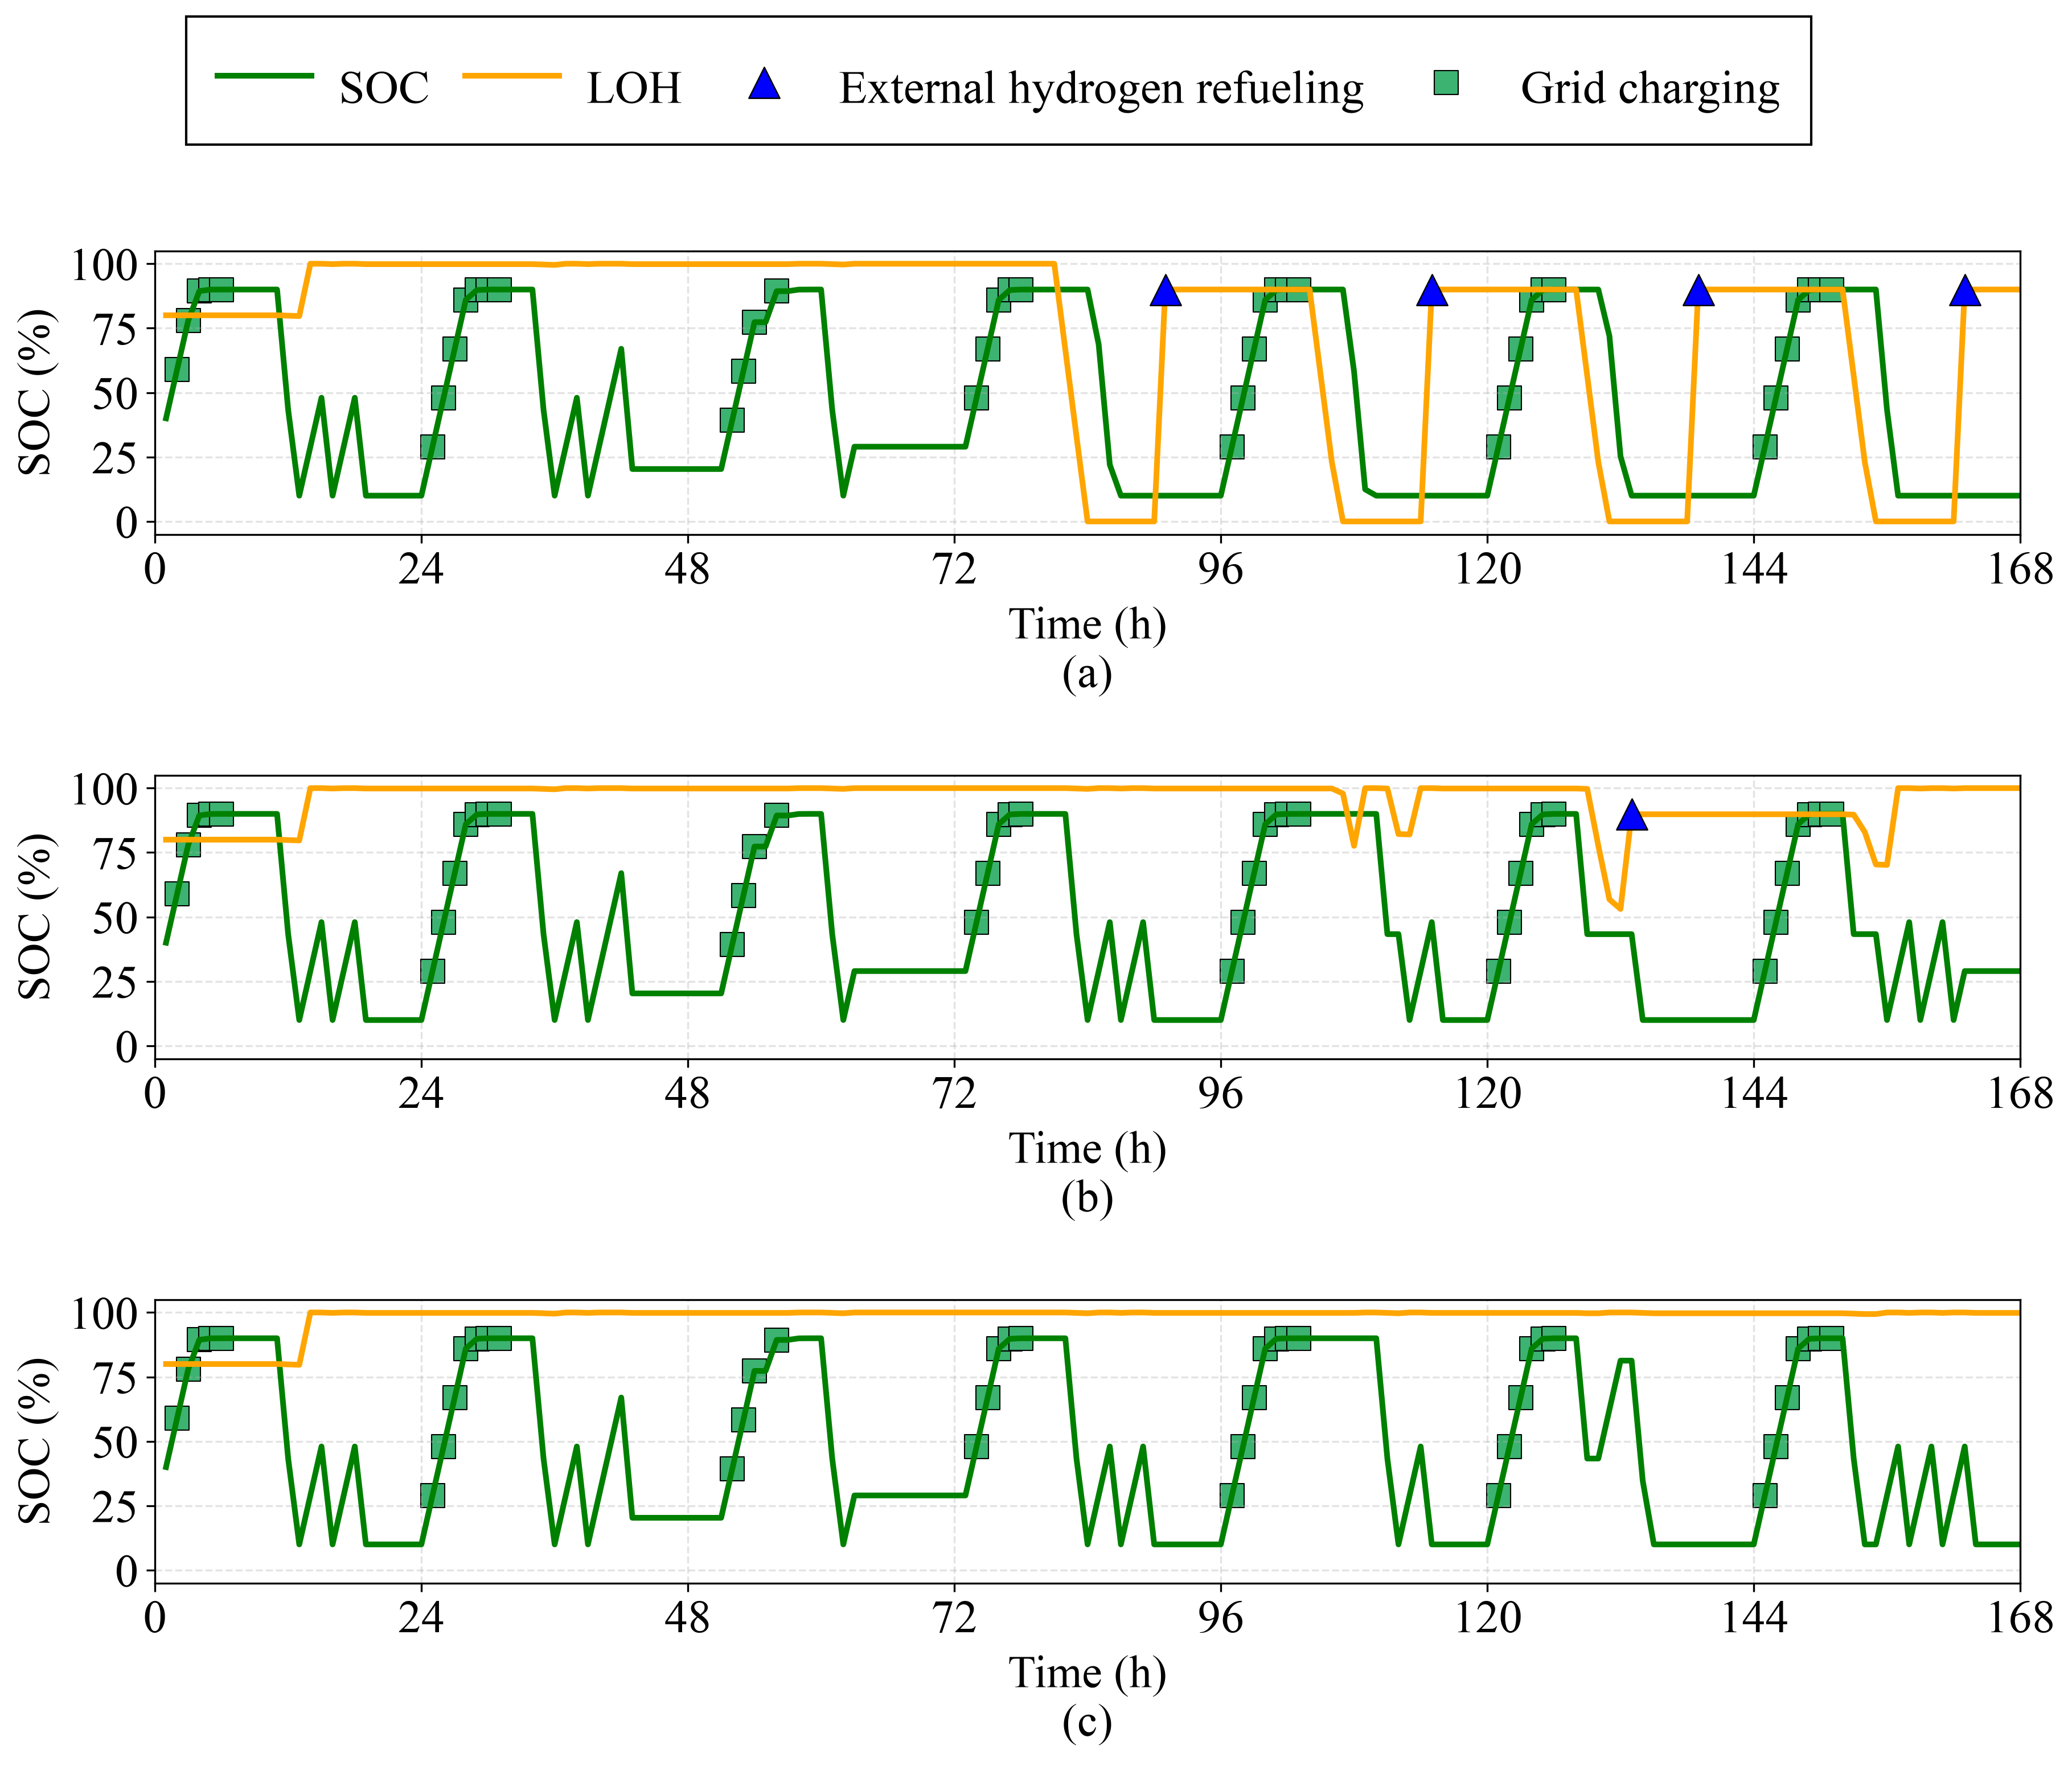 SOC LOH External hydrogen refueling Grid charging
100
75
50
25
0
SOC (%)
0 24 48 72 96 120 144 168
Time (h)
(a)
100
75
50
25
0
SOC (%)
0 24 48 72 96 120 144 168
Time (h)
(b)
100
75
50
25
0
SOC (%)
0 24 48 72 96 120 144 168
Time (h)
(c)